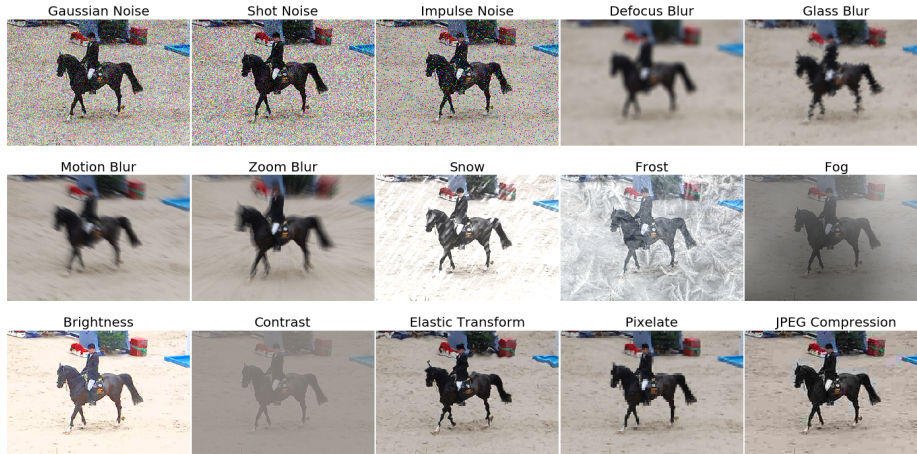 Gaussian Noise
Shot Noise
Impulse Noise
Defocus Blur
Glass Blur
Motion Blur
Zoom Blur
Snow
Frost
Fog
Brightness
Contrast
Elastic Transform
Pixelate
JPEG Compression